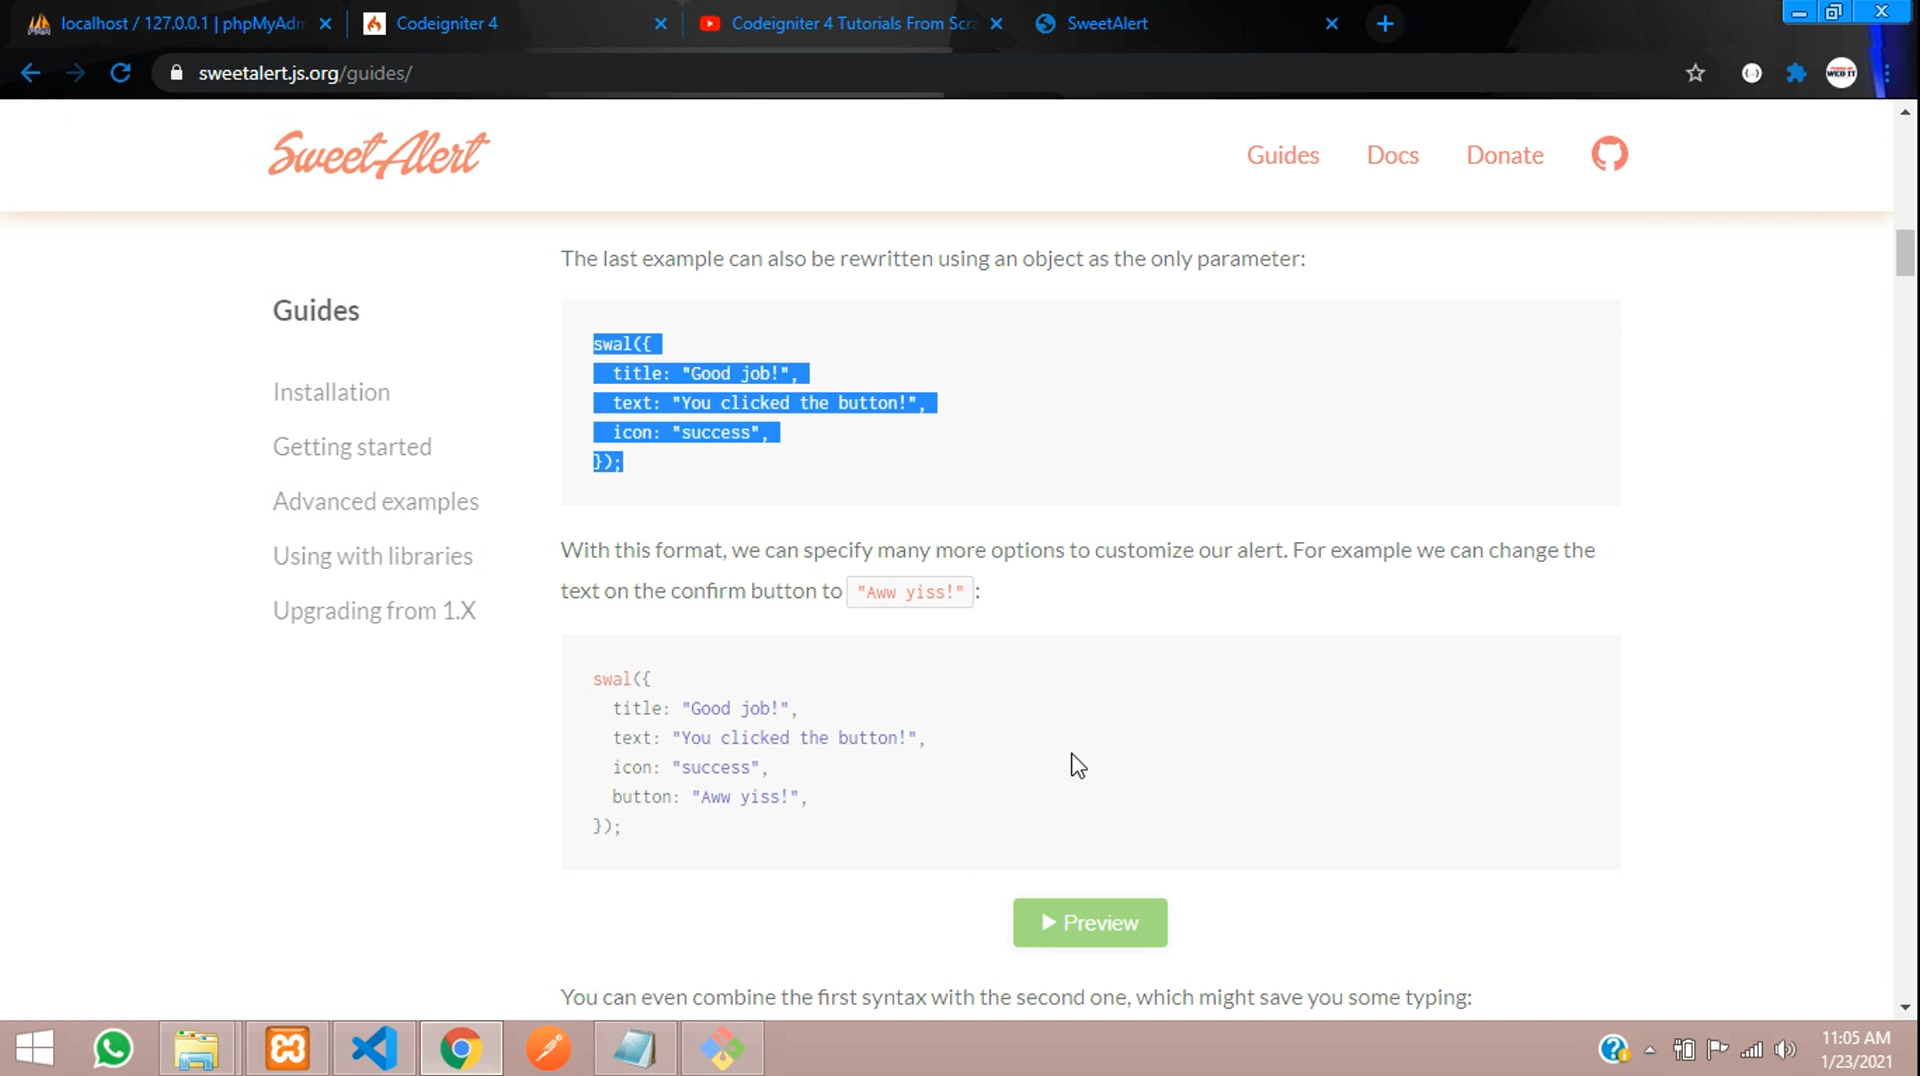 localhost / 127.0.0.1 | phpMyAdm
Codeigniter 4
Codeigniter 4 Tutorials From Scra
SweetAlert
sweetalert.js.org/guides/
WEB IT
SweetAlert
Guides
Docs
Donate
The last example can also be rewritten using an object as the only parameter:
Guides
Installation
Getting started
Advanced examples
Using with libraries
Upgrading from 1.X
swal({
title: "Good job!",
text: "You clicked the button!",
icon: "success",
});
With this format, we can specify many more options to customize our alert. For example we can change the
text on the confirm button to "Aww yiss!" :
swal({
title: "Good job!",
text: "You clicked the button!",
icon: "success",
button: "Aww yiss!",
});
Preview
You can even combine the first syntax with the second one, which might save you some typing:
11:05 AM
1/23/2021